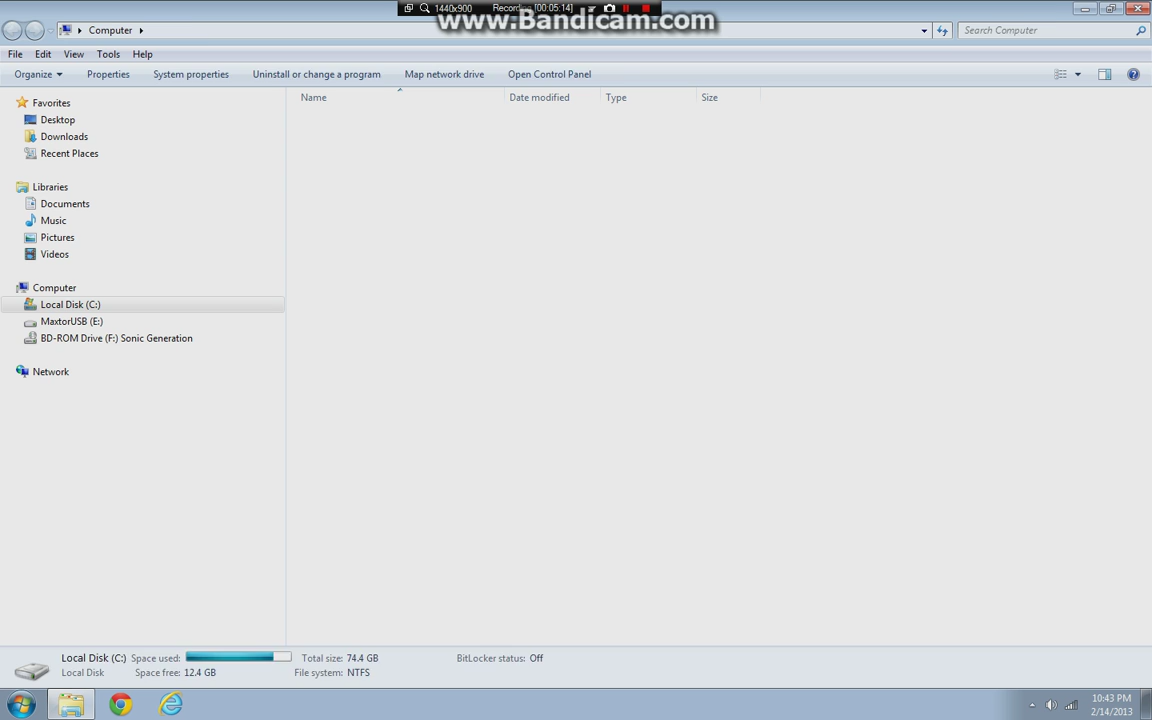 1440x900 Recording [00:05:14]
www.Bandicam.com
Computer
Search Computer
File Edit View Tools Help
Organize Properties System properties Uninstall or change a program Map network drive Open Control Panel
Name Date modified Type Size
Favorites
Desktop
Downloads
Recent Places
Libraries
Documents
Music
Pictures
Videos
Computer
Local Disk (C:)
MaxtorUSB (E:)
BD-ROM Drive (F:) Sonic Generation
Network
Local Disk (C:) Space used: Total size: 74.4 GB BitLocker status: Off
Local Disk Space free: 12.4 GB File system: NTFS
10:43 PM
2/14/2013